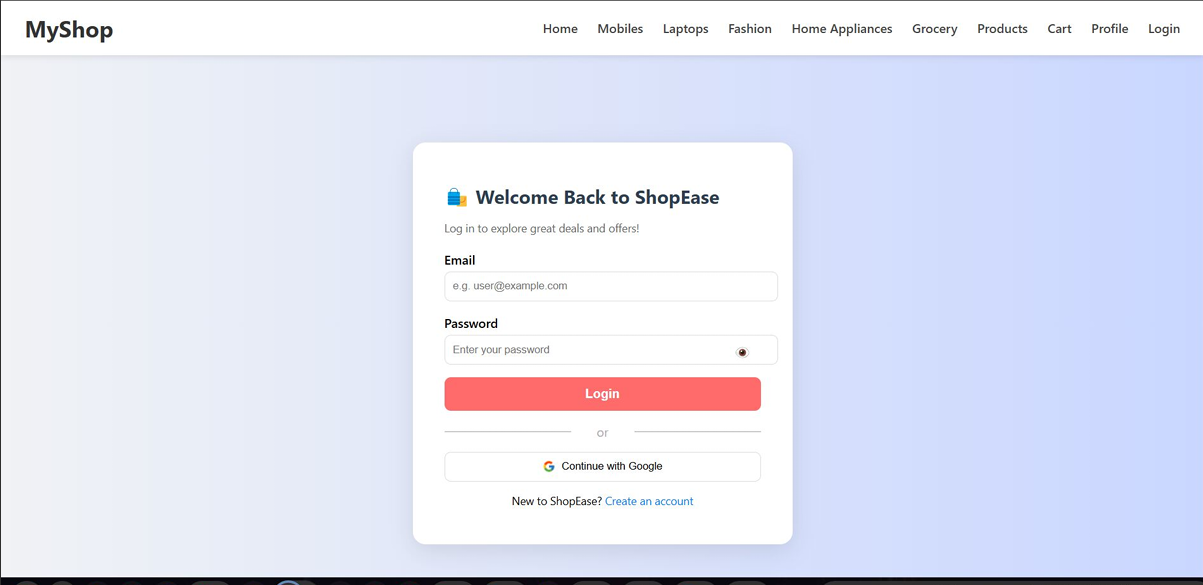 MyShop
Home Mobiles Laptops Fashion Home Appliances Grocery Products Cart Profile Login
Welcome Back to ShopEase
Log in to explore great deals and offers!
Email
e.g. user@example.com
Password
Enter your password
Login
or
Continue with Google
New to ShopEase? Create an account